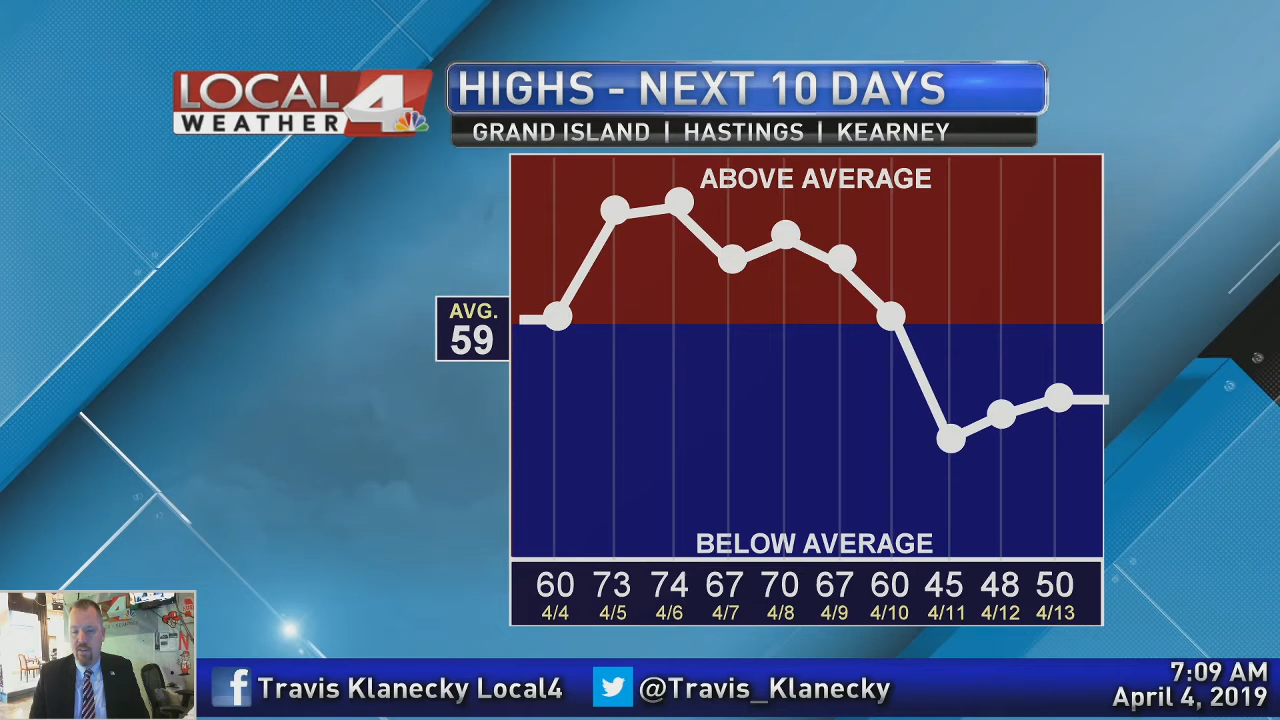 LOCAL 4
WEATHER
HIGHS - NEXT 10 DAYS
GRAND ISLAND | HASTINGS | KEARNEY
ABOVE AVERAGE
AVG.
59
BELOW AVERAGE
60 73 74 67 70 67 60 45 48 50
4/4 4/5 4/6 4/7 4/8 4/9 4/10 4/11 4/12 4/13
f Travis Klanecky Local4 @Travis_Klanecky
7:09 AM
April 4, 2019